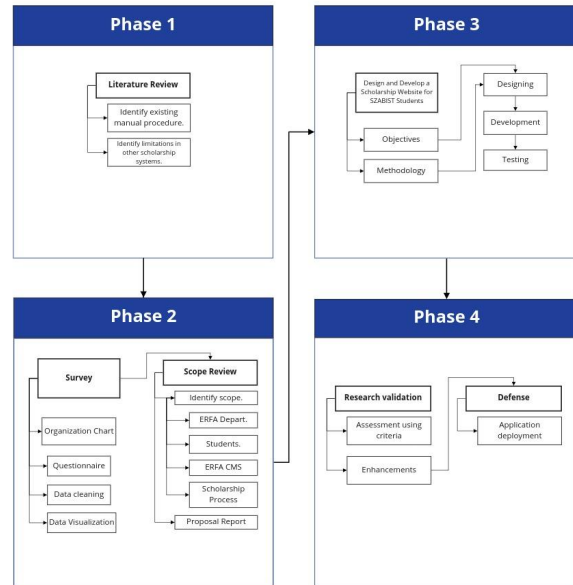 Phase 1
Literature Review
Identify existing
manual procedure.
Identify limitations in
other scholarship
systems.
Phase 2
Survey
Organization Chart
Questionnaire
Data cleaning
Data Visualization
Scope Review
Identify scope.
ERFA Depart.
Students.
ERFA CMS
Scholarship
Process
Proposal Report
Phase 3
Design and Develop a
Scholarship Website for
SZABIST Students
Objectives
Methodology
Designing
Development
Testing
Phase 4
Research validation
Assessment using
criteria
Enhancements
Defense
Application
deployment